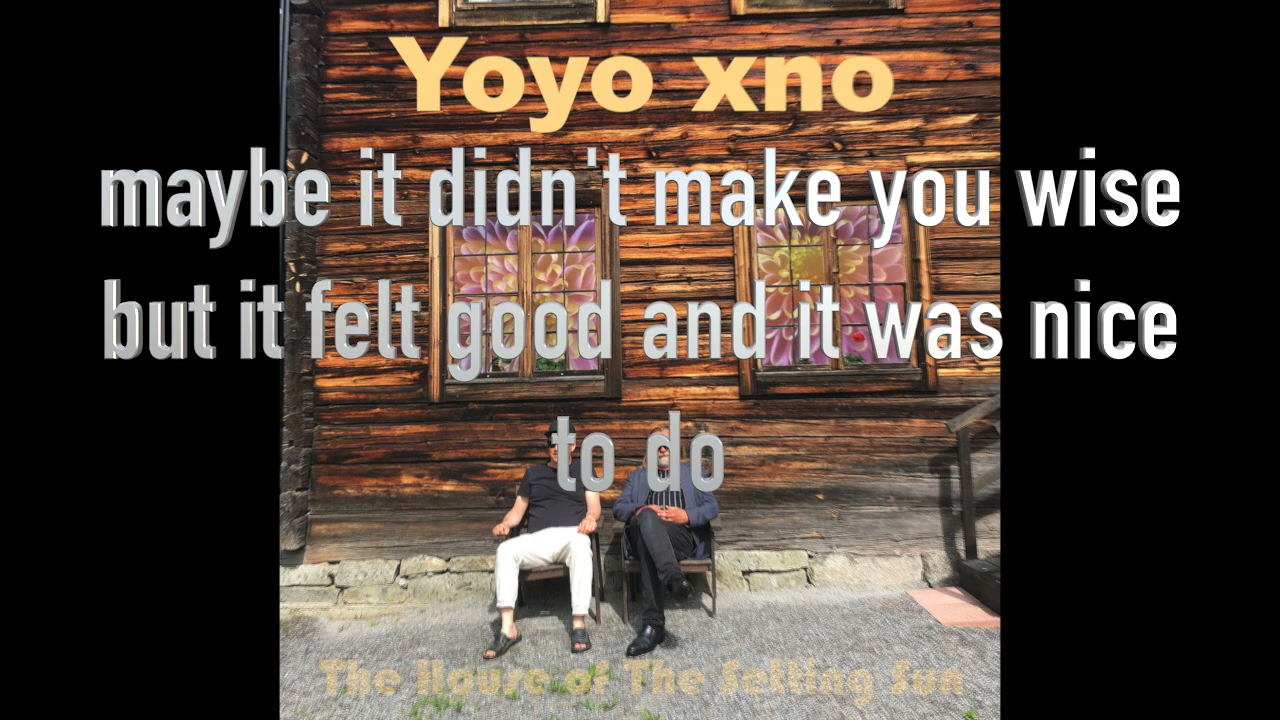 Yoyo xno
maybe it didn't make you wise
but it felt good and it was nice
to do
The House of The Setting Sun